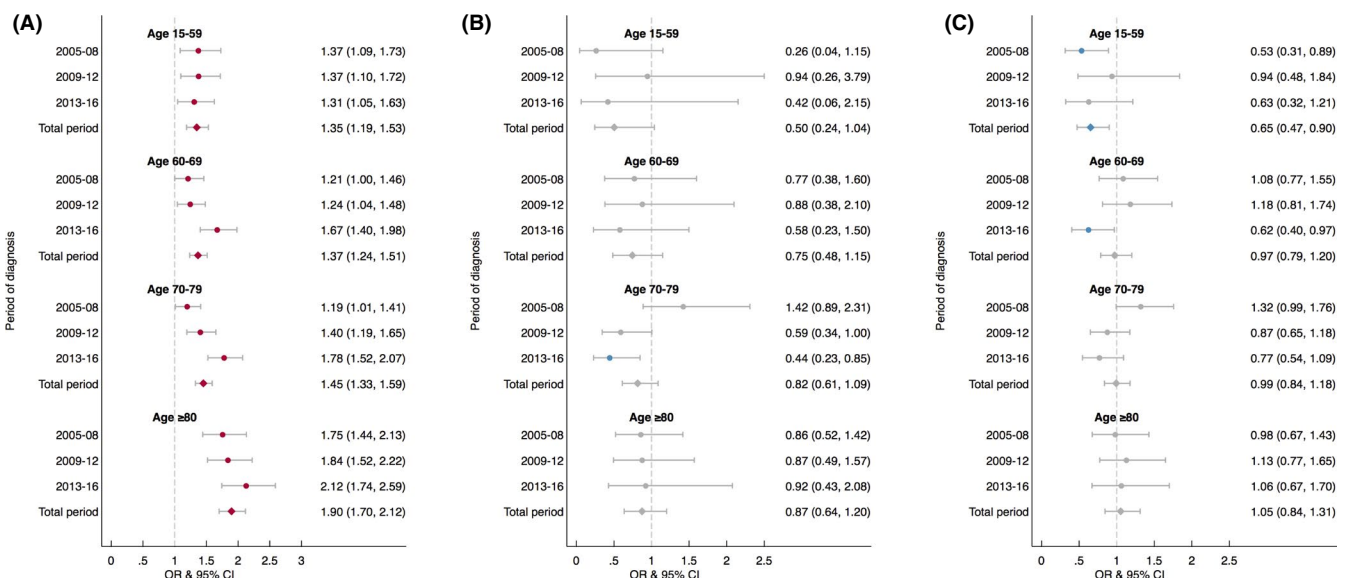 (A)
Period of diagnosis
Age 15-59
2005-08 1.37 (1.09, 1.73)
2009-12 1.37 (1.10, 1.72)
2013-16 1.31 (1.05, 1.63)
Total period 1.35 (1.19, 1.53)
Age 60-69
2005-08 1.21 (1.00, 1.46)
2009-12 1.24 (1.04, 1.48)
2013-16 1.67 (1.40, 1.98)
Total period 1.37 (1.24, 1.51)
Age 70-79
2005-08 1.19 (1.01, 1.41)
2009-12 1.40 (1.19, 1.65)
2013-16 1.78 (1.52, 2.07)
Total period 1.45 (1.33, 1.59)
Age ≥80
2005-08 1.75 (1.44, 2.13)
2009-12 1.84 (1.52, 2.22)
2013-16 2.12 (1.74, 2.59)
Total period 1.90 (1.70, 2.12)
0 .5 1 1.5 2 2.5 3
OR & 95% CI
(B)
Period of diagnosis
Age 15-59
2005-08 0.26 (0.04, 1.15)
2009-12 0.94 (0.26, 3.79)
2013-16 0.42 (0.06, 2.15)
Total period 0.50 (0.24, 1.04)
Age 60-69
2005-08 0.77 (0.38, 1.60)
2009-12 0.88 (0.38, 2.10)
2013-16 0.58 (0.23, 1.50)
Total period 0.75 (0.48, 1.15)
Age 70-79
2005-08 1.42 (0.89, 2.31)
2009-12 0.59 (0.34, 1.00)
2013-16 0.44 (0.23, 0.85)
Total period 0.82 (0.61, 1.09)
Age ≥80
2005-08 0.86 (0.52, 1.42)
2009-12 0.87 (0.49, 1.57)
2013-16 0.92 (0.43, 2.08)
Total period 0.87 (0.64, 1.20)
0 .5 1 1.5 2 2.5
OR & 95% CI
(C)
Period of diagnosis
Age 15-59
2005-08 0.53 (0.31, 0.89)
2009-12 0.94 (0.48, 1.84)
2013-16 0.63 (0.32, 1.21)
Total period 0.65 (0.47, 0.90)
Age 60-69
2005-08 1.08 (0.77, 1.55)
2009-12 1.18 (0.81, 1.74)
2013-16 0.62 (0.40, 0.97)
Total period 0.97 (0.79, 1.20)
Age 70-79
2005-08 1.32 (0.99, 1.76)
2009-12 0.87 (0.65, 1.18)
2013-16 0.77 (0.54, 1.09)
Total period 0.99 (0.84, 1.18)
Age ≥80
2005-08 0.98 (0.67, 1.43)
2009-12 1.13 (0.77, 1.65)
2013-16 1.06 (0.67, 1.70)
Total period 1.05 (0.84, 1.31)
0 .5 1 1.5 2 2.5
OR & 95% CI